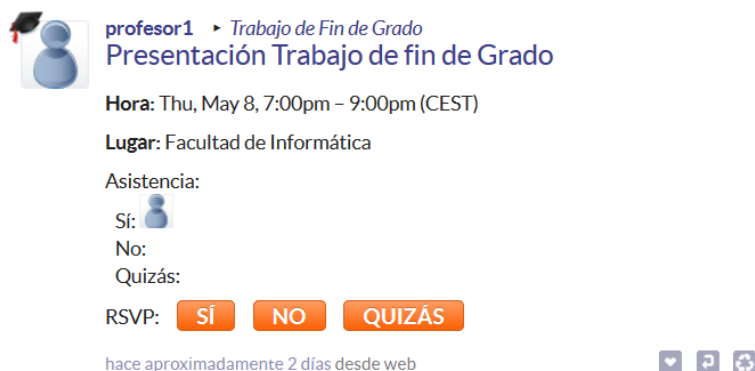 profesor1 ▸ Trabajo de Fin de Grado
Presentación Trabajo de fin de Grado
Hora: Thu, May 8, 7:00pm – 9:00pm (CEST)
Lugar: Facultad de Informática
Asistencia:
Sí:
No:
Quizás:
RSVP: SÍ NO QUIZÁS
hace aproximadamente 2 días desde web